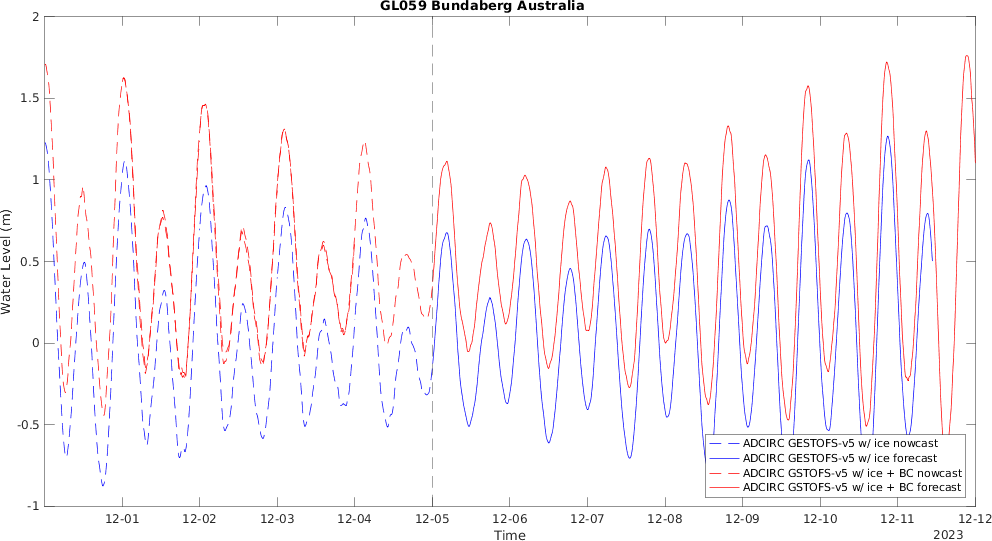 GL059 Bundaberg Australia
2
1.5
1
0.5
0
-0.5
-1
Water Level (m)
12-01 12-02 12-03 12-04 12-05 12-06 12-07 12-08 12-09 12-10 12-11 12-12
Time
2023
ADCIRC GESTOFS-v5 w/ ice nowcast
ADCIRC GESTOFS-v5 w/ ice forecast
ADCIRC GSTOFS-v5 w/ ice + BC nowcast
ADCIRC GSTOFS-v5 w/ ice + BC forecast